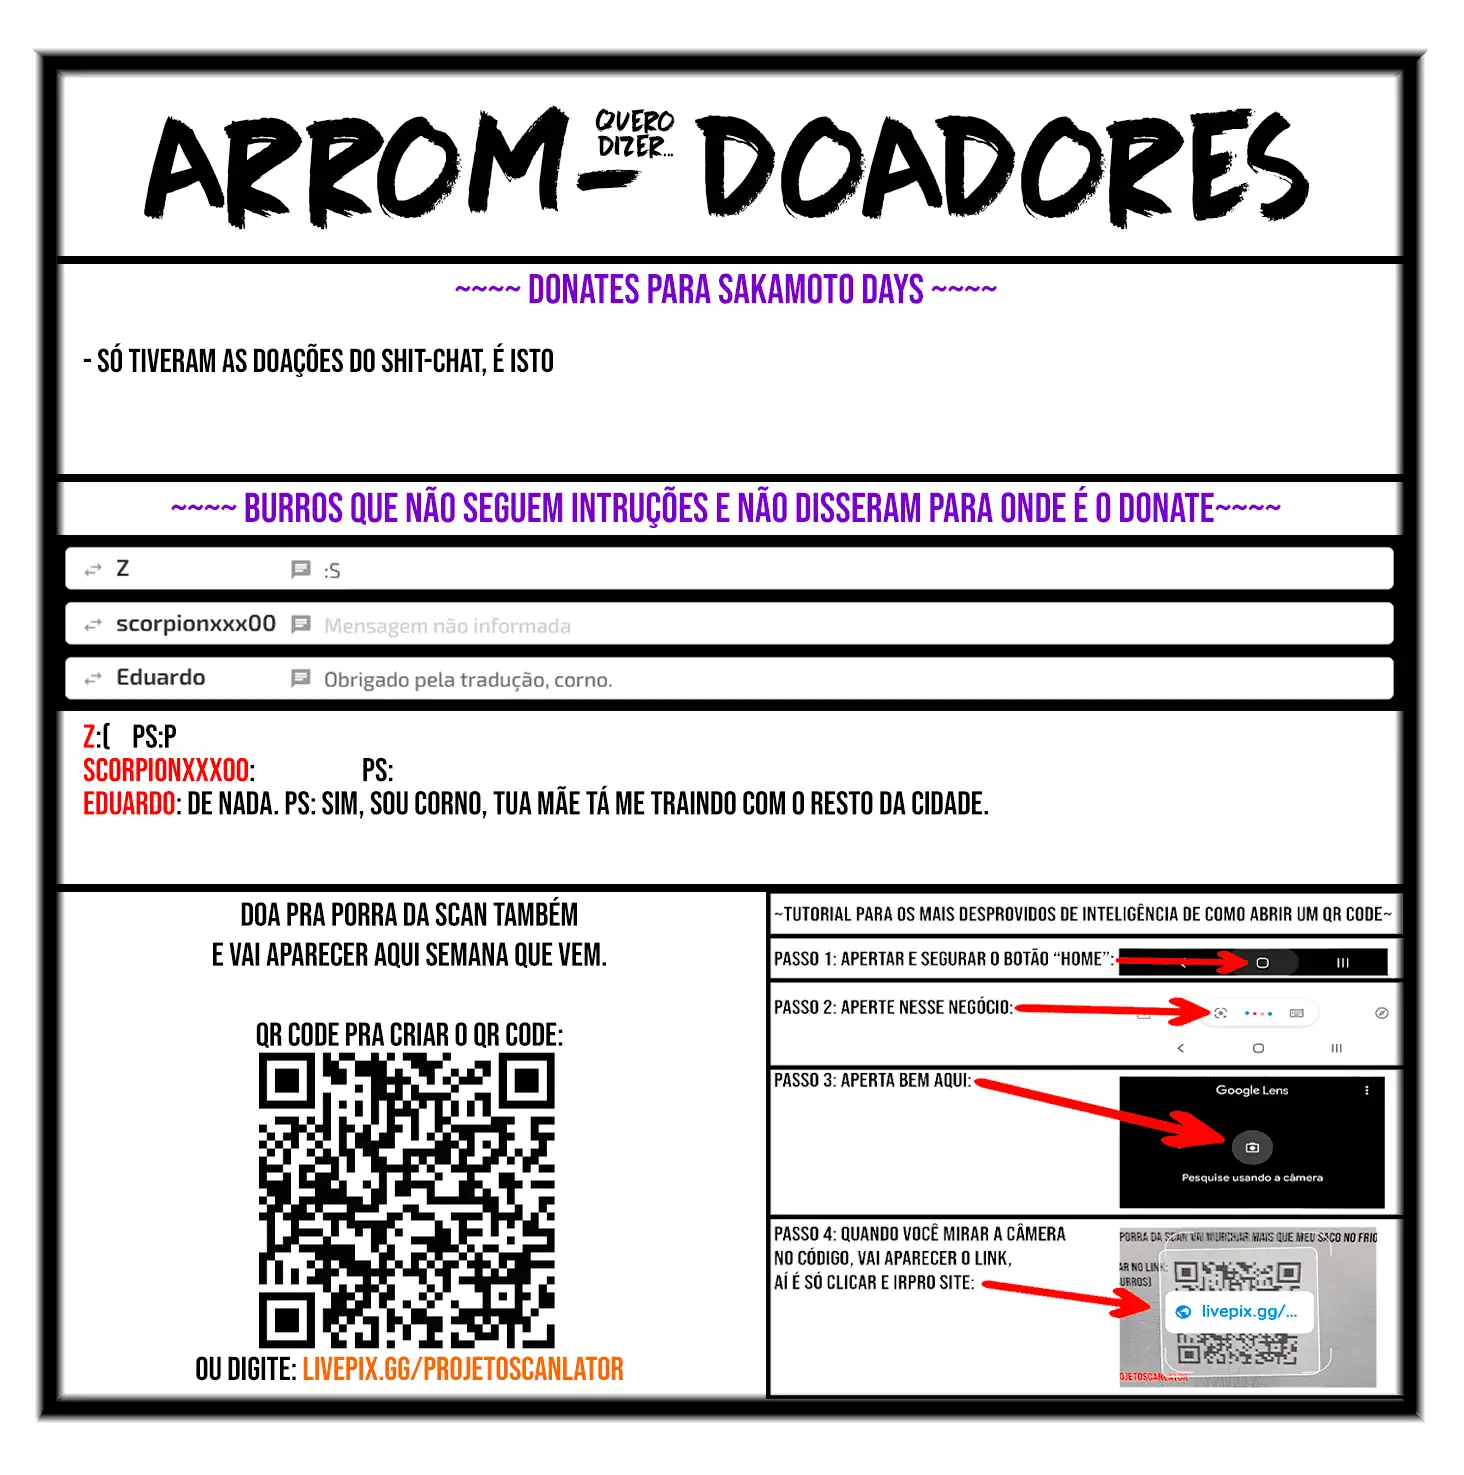 ARROM- QUERO DIZER... DOADORES
~~~~ DONATES PARA SAKAMOTO DAYS ~~~~
- SÓ TIVERAM AS DOAÇÕES DO SHIT-CHAT, É ISTO
~~~~ BURROS QUE NÃO SEGUEM INTRUÇÕES E NÃO DISSERAM PARA ONDE É O DONATE~~~~
Z :S
scorpionxxx00 Mensagem não informada
Eduardo Obrigado pela tradução, corno.
Z:( PS:P
SCORPIONXXX00: PS:
EDUARDO: DE NADA. PS: SIM, SOU CORNO, TUA MÃE TÁ ME TRAINDO COM O RESTO DA CIDADE.
DOA PRA PORRA DA SCAN TAMBÉM
E VAI APARECER AQUI SEMANA QUE VEM.
QR CODE PRA CRIAR O QR CODE:
OU DIGITE: LIVEPIX.GG/PROJETOSCANLATOR
~TUTORIAL PARA OS MAIS DESPROVIDOS DE INTELIGÊNCIA DE COMO ABRIR UM QR CODE~
PASSO 1: APERTAR E SEGURAR O BOTÃO “HOME”:
PASSO 2: APERTE NESSE NEGÓCIO:
PASSO 3: APERTA BEM AQUI:
Google Lens
Pesquise usando a câmera
PASSO 4: QUANDO VOCÊ MIRAR A CÂMERA
NO CÓDIGO, VAI APARECER O LINK,
AÍ É SÓ CLICAR E IRPRO SITE:
PORRA DA SCAN VAI MURCHAR MAIS QUE MEU SACO NO FRIO
AR NO LINK:
URROS)
livepix.gg/...
OJETOSCANLATOR